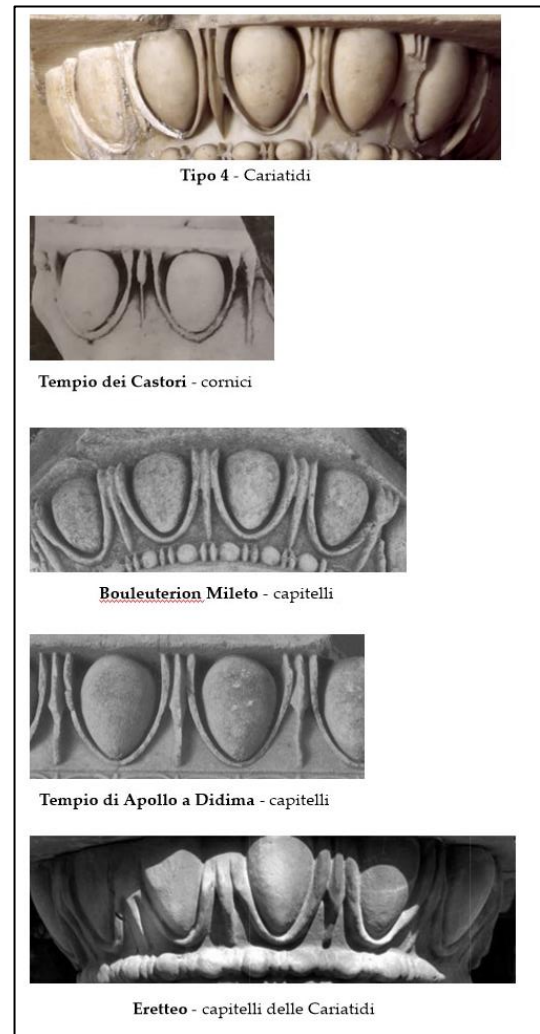 Tipo 4 - Cariatidi
Tempio dei Castori - cornici
Bouleuterion Mileto - capitelli
Tempio di Apollo a Didima - capitelli
Eretteo - capitelli delle Cariatidi